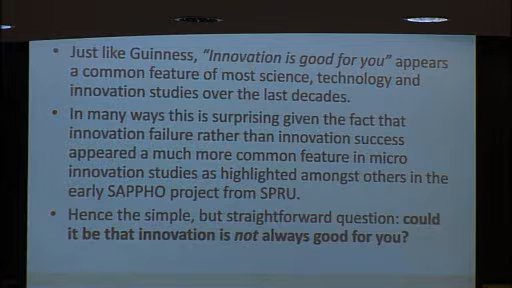 • Just like Guinness, "Innovation is good for you" appears
a common feature of most science, technology and
innovation studies over the last decades.
• In many ways this is surprising given the fact that
innovation failure rather than innovation success
appeared a much more common feature in micro
innovation studies as highlighted amongst others in the
early SAPPHO project from SPRU.
• Hence the simple, but straightforward question: could
it be that innovation is not always good for you?